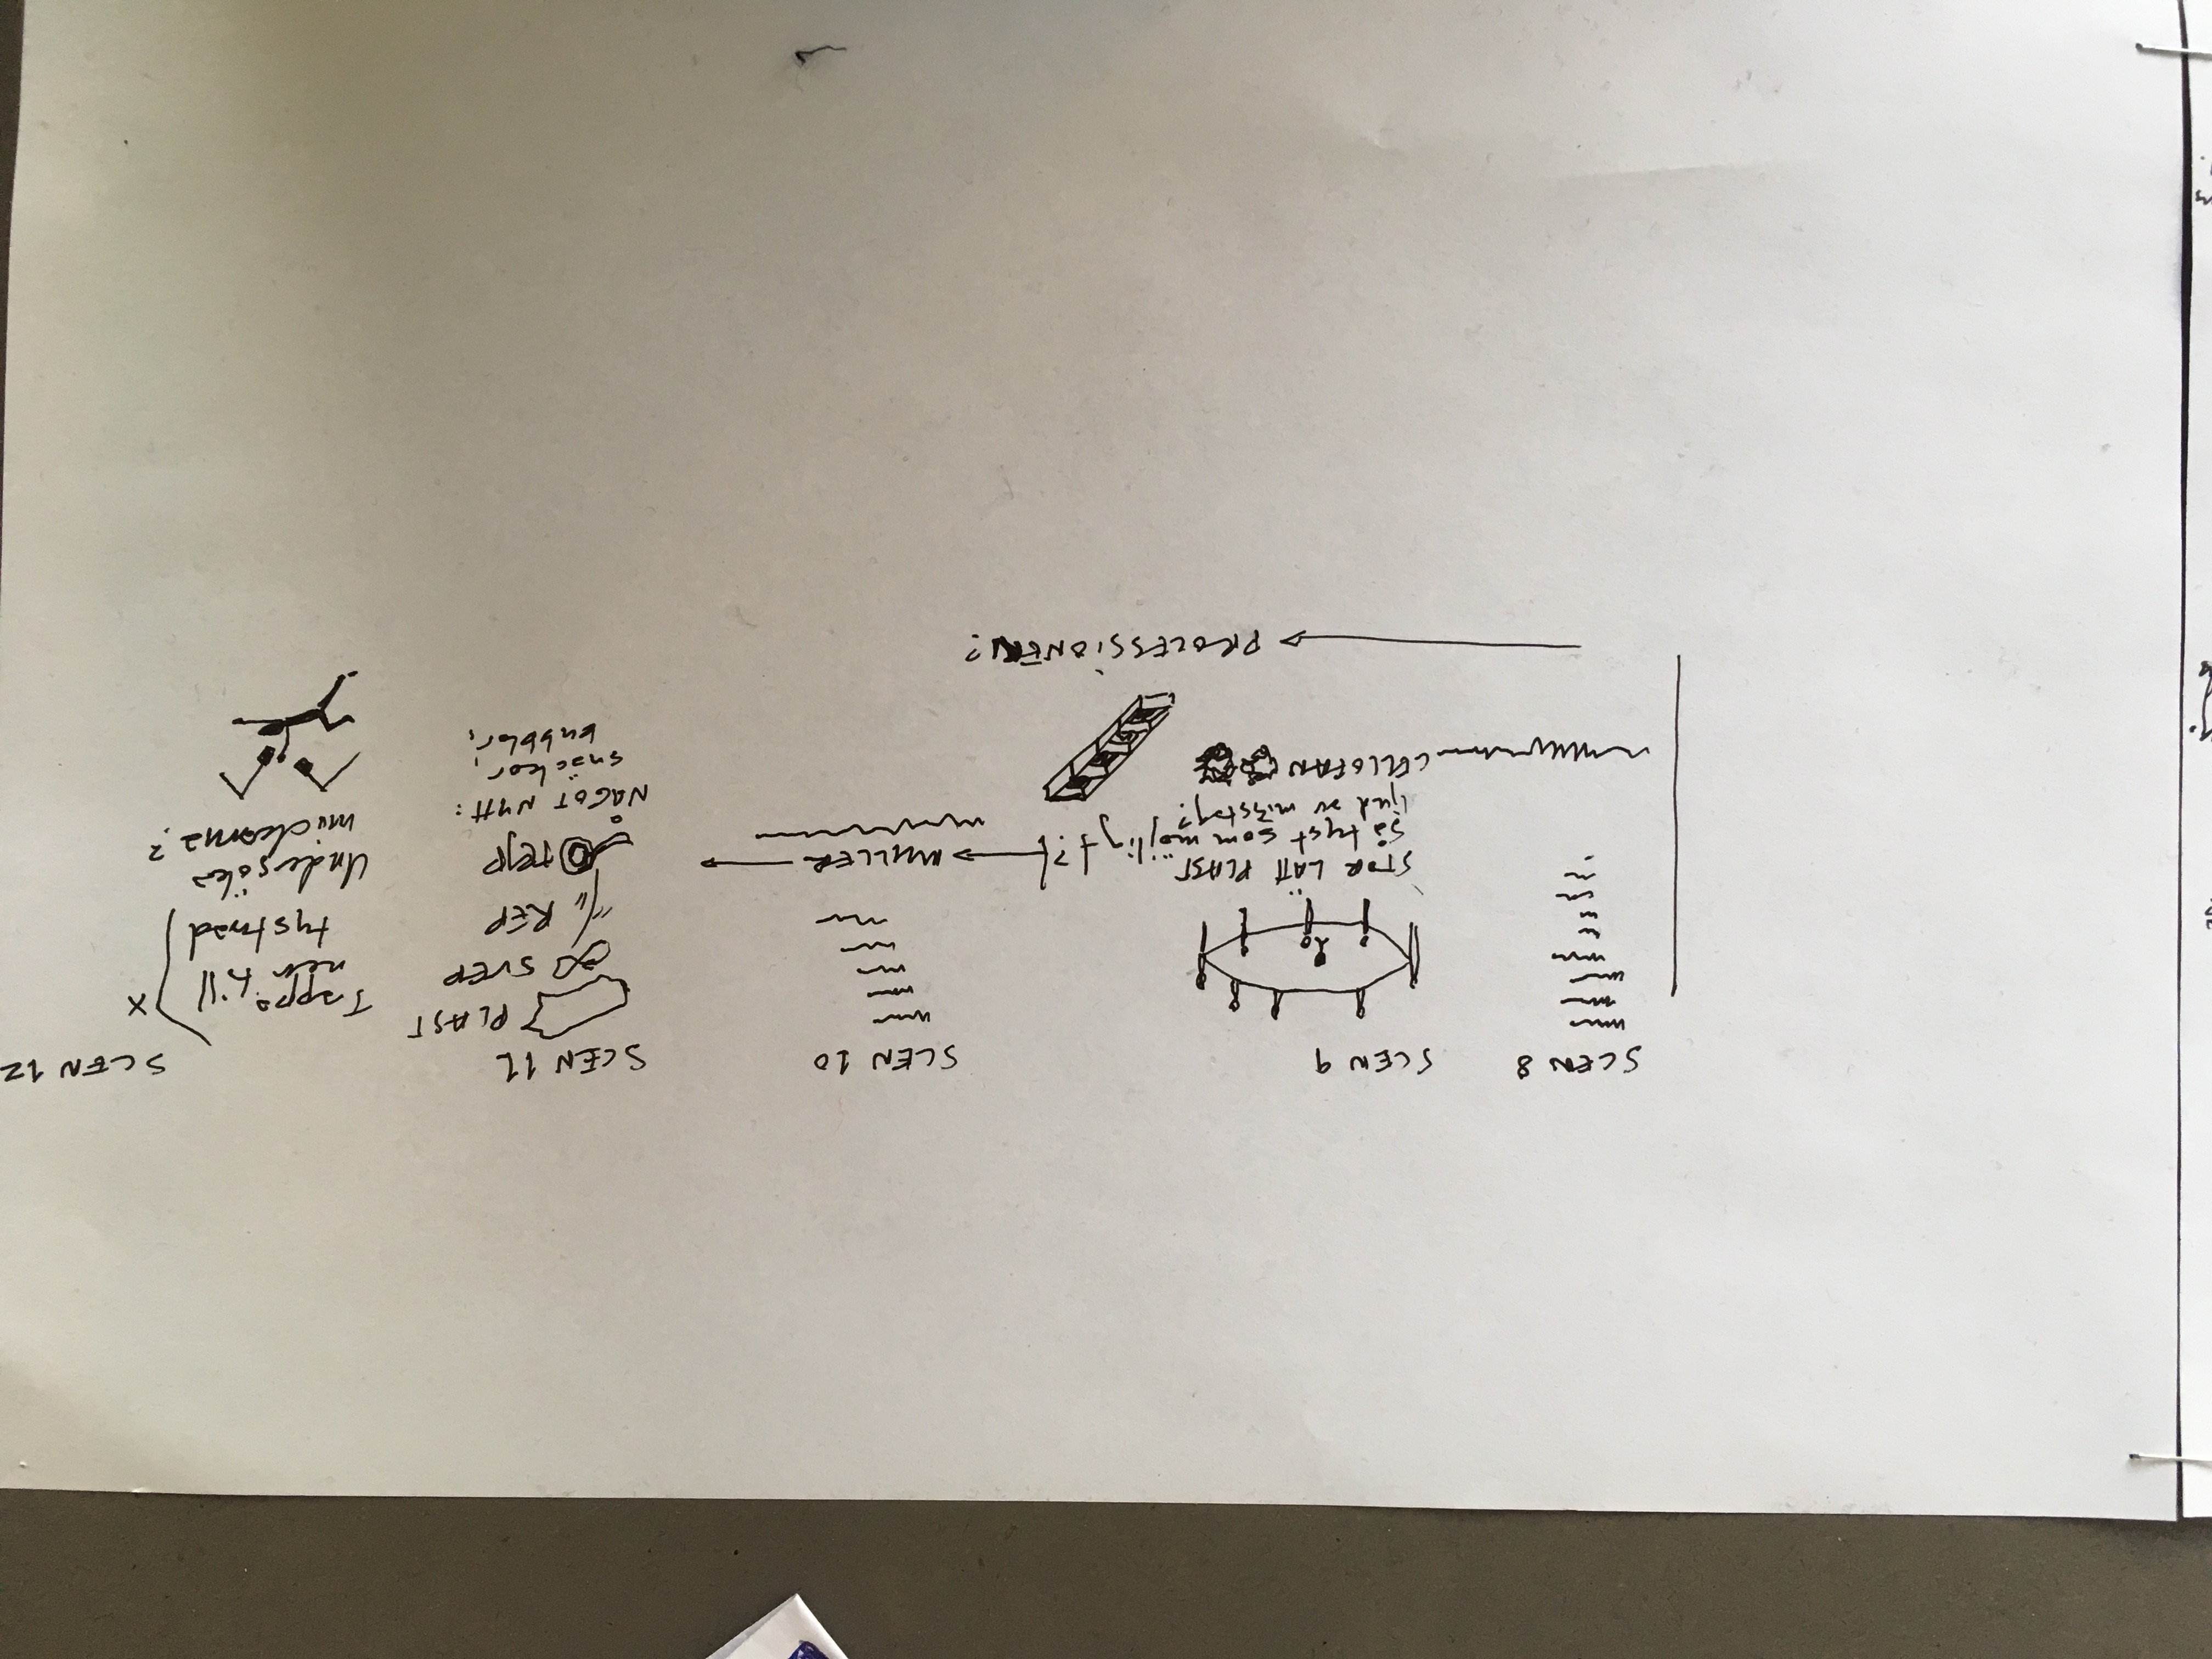 SCEN 8
SCEN 9
STOR LÄTT PLAST
så tyst som möjligt?
ljud av misstag?
CELLOFAN
PROCESSIONEN?
SCEN 10
MULLER
SCEN 11
PLAST
SVEP
REP
TEJP
NÅGOT NYTT:
snäckor,
bubblor,
Tappa
ner till
tystnad
X
Undersöka
mickarna?
SCEN 12